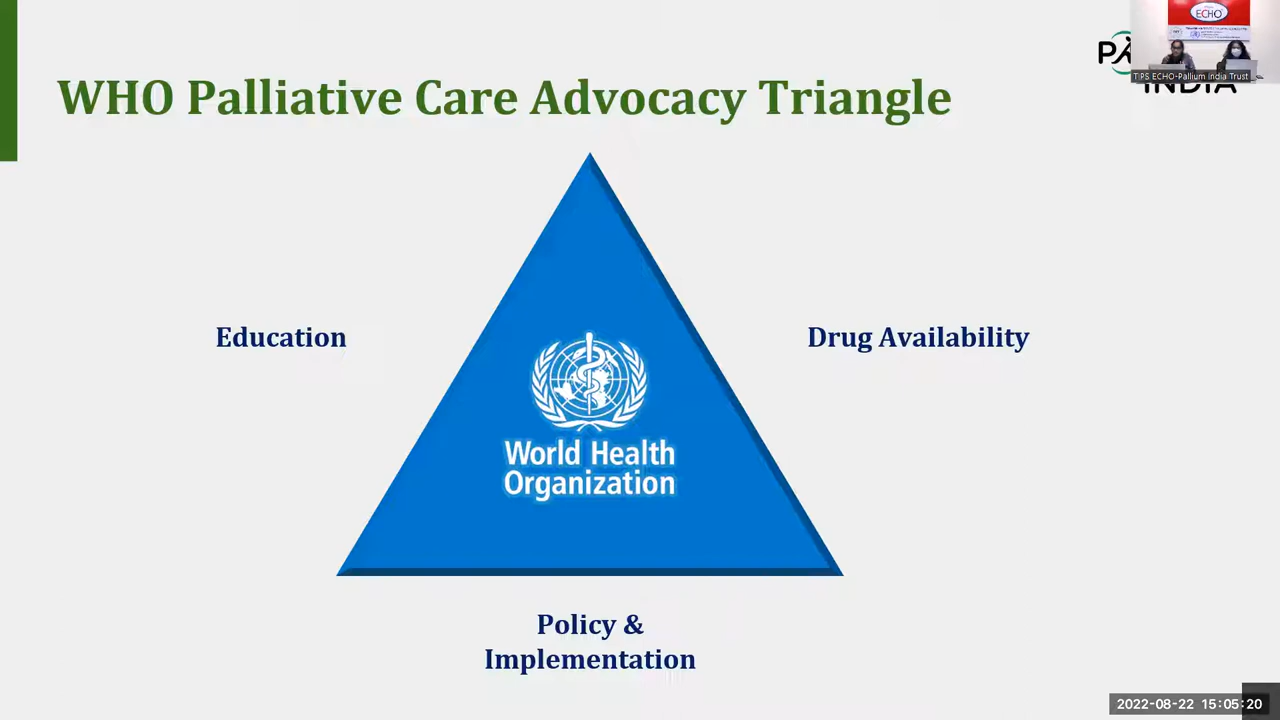 WHO Palliative Care Advocacy Triangle
ECHO
TIPS ECHO-Pallium India Trust
INDIA
Education
Drug Availability
World Health
Organization
Policy &
Implementation
2022-08-22 15:05:20